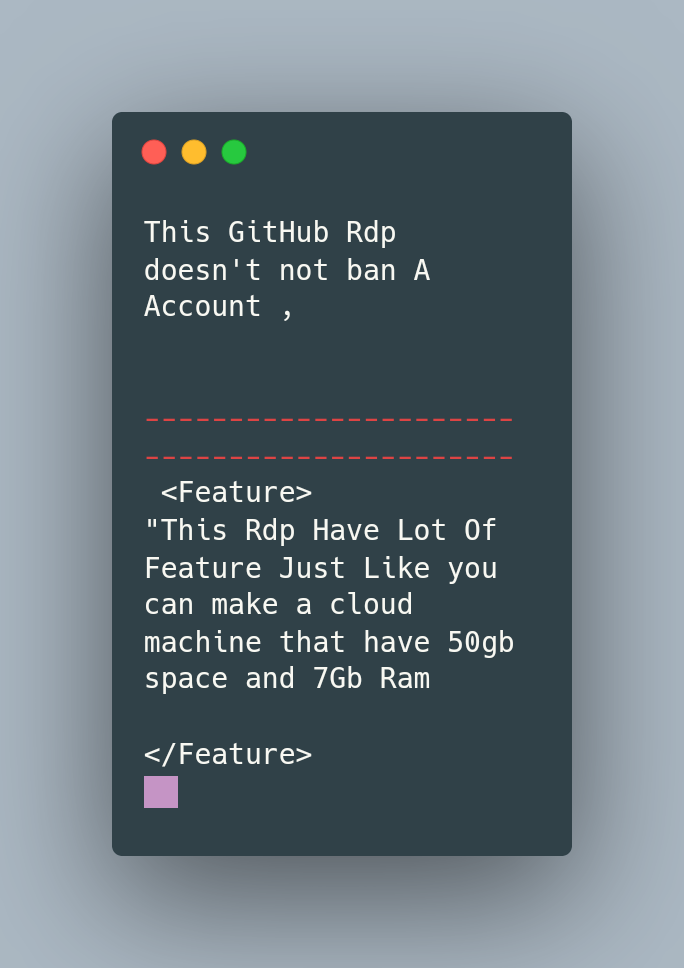 This GitHub Rdp
doesn't not ban A
Account ,
----------------------
----------------------
<Feature>
"This Rdp Have Lot Of
Feature Just Like you
can make a cloud
machine that have 50gb
space and 7Gb Ram
</Feature>